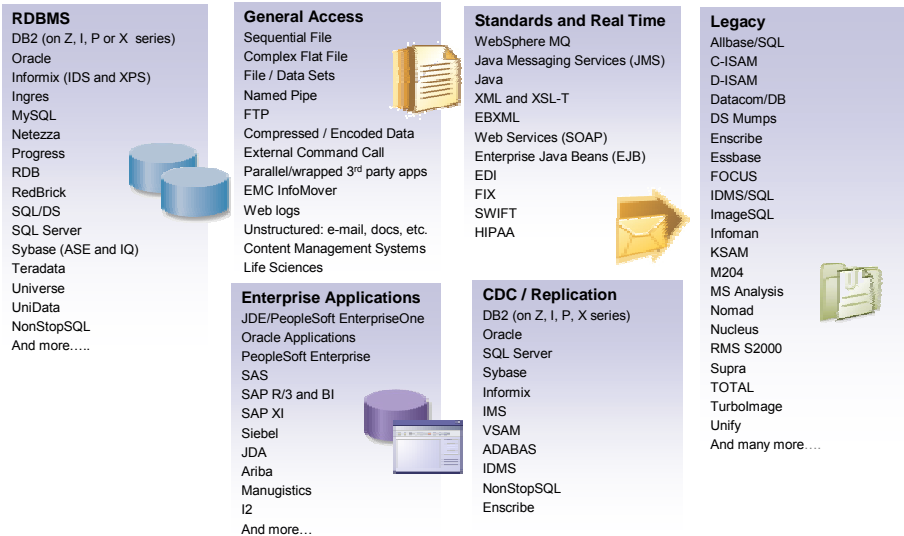 RDBMS
DB2 (on Z, I, P or X series)
Oracle
Informix (IDS and XPS)
Ingres
MySQL
Netezza
Progress
RDB
RedBrick
SQL/DS
SQL Server
Sybase (ASE and IQ)
Teradata
Universe
UniData
NonStopSQL
And more…..
General Access
Sequential File
Complex Flat File
File / Data Sets
Named Pipe
FTP
Compressed / Encoded Data
External Command Call
Parallel/wrapped 3rd party apps
EMC InfoMover
Web logs
Unstructured: e-mail, docs, etc.
Content Management Systems
Life Sciences
Enterprise Applications
JDE/PeopleSoft EnterpriseOne
Oracle Applications
PeopleSoft Enterprise
SAS
SAP R/3 and BI
SAP XI
Siebel
JDA
Ariba
Manugistics
I2
And more…
Standards and Real Time
WebSphere MQ
Java Messaging Services (JMS)
Java
XML and XSL-T
EBXML
Web Services (SOAP)
Enterprise Java Beans (EJB)
EDI
FIX
SWIFT
HIPAA
CDC / Replication
DB2 (on Z, I, P, X series)
Oracle
SQL Server
Sybase
Informix
IMS
VSAM
ADABAS
IDMS
NonStopSQL
Enscribe
Legacy
Allbase/SQL
C-ISAM
D-ISAM
Datacom/DB
DS Mumps
Enscribe
Essbase
FOCUS
IDMS/SQL
ImageSQL
Infoman
KSAM
M204
MS Analysis
Nomad
Nucleus
RMS S2000
Supra
TOTAL
TurboImage
Unify
And many more….